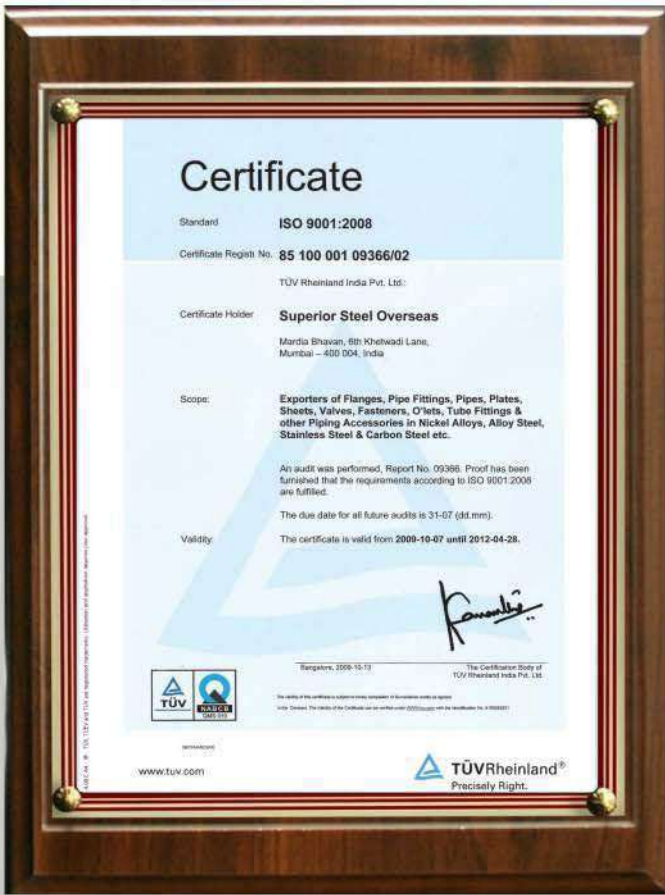 Certificate
Standard ISO 9001:2008
Certificate Registr. No. 85 100 001 09366/02
TÜV Rheinland India Pvt. Ltd.:
Certificate Holder Superior Steel Overseas
Mardia Bhavan, 6th Khetwadi Lane,
Mumbai – 400 004, India
Scope: Exporters of Flanges, Pipe Fittings, Pipes, Plates,
Sheets, Valves, Fasteners, O'lets, Tube Fittings &
other Piping Accessories in Nickel Alloys, Alloy Steel,
Stainless Steel & Carbon Steel etc.
An audit was performed, Report No. 09366. Proof has been
furnished that the requirements according to ISO 9001:2008
are fulfilled.
The due date for all future audits is 31-07 (dd.mm).
Validity: The certificate is valid from 2009-10-07 until 2012-04-28.
Bangalore, 2009-10-13
The Certification Body of
TÜV Rheinland India Pvt. Ltd.
TÜV
NABCB
www.tuv.com
TÜVRheinland®
Precisely Right.